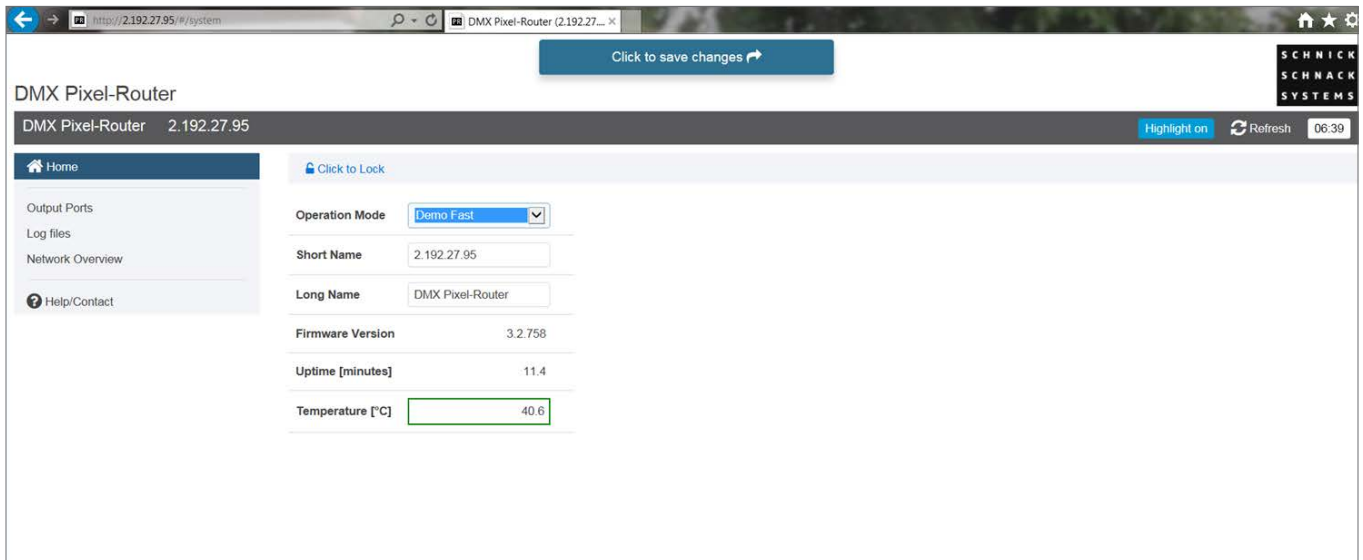 http://2.192.27.95/#/system
PR DMX Pixel-Router (2.192.27....
Click to save changes
SCHNICK
SCHNACK
SYSTEMS
DMX Pixel-Router
DMX Pixel-Router 2.192.27.95
Highlight on Refresh 06:39
Home
Click to Lock
Output Ports
Log files
Network Overview
Help/Contact
Operation Mode Demo Fast
Short Name 2.192.27.95
Long Name DMX Pixel-Router
Firmware Version 3.2.758
Uptime [minutes] 11.4
Temperature [°C] 40.6